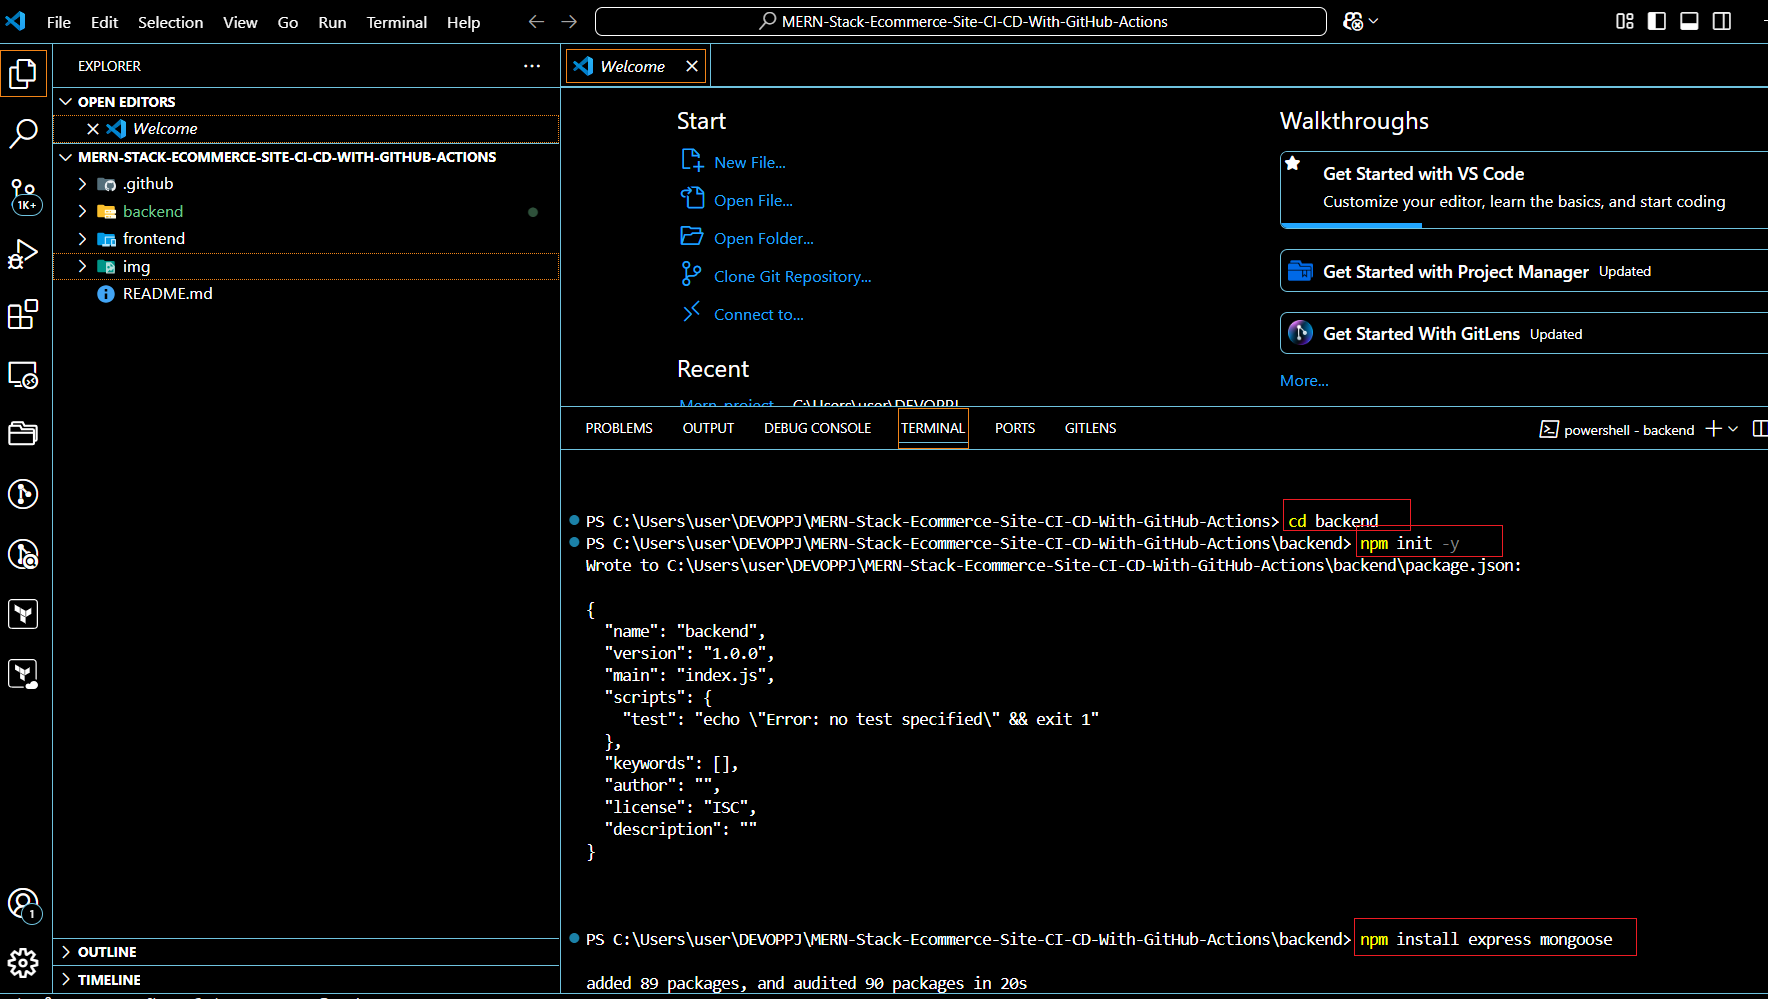 File Edit Selection View Go Run Terminal Help
MERN-Stack-Ecommerce-Site-CI-CD-With-GitHub-Actions
EXPLORER
OPEN EDITORS
Welcome
MERN-STACK-ECOMMERCE-SITE-CI-CD-WITH-GITHUB-ACTIONS
.github
backend
frontend
img
README.md
1K+
1
OUTLINE
TIMELINE
Welcome
Start
New File...
Open File...
Open Folder...
Clone Git Repository...
Connect to...
Recent
Mern-project C:\Users\user\DEVOPPJ
Walkthroughs
Get Started with VS Code
Customize your editor, learn the basics, and start coding
Get Started with Project Manager Updated
Get Started With GitLens Updated
More...
PROBLEMS OUTPUT DEBUG CONSOLE TERMINAL PORTS GITLENS
powershell - backend
PS C:\Users\user\DEVOPPJ\MERN-Stack-Ecommerce-Site-CI-CD-With-GitHub-Actions> cd backend
PS C:\Users\user\DEVOPPJ\MERN-Stack-Ecommerce-Site-CI-CD-With-GitHub-Actions\backend> npm init -y
Wrote to C:\Users\user\DEVOPPJ\MERN-Stack-Ecommerce-Site-CI-CD-With-GitHub-Actions\backend\package.json:
{
"name": "backend",
"version": "1.0.0",
"main": "index.js",
"scripts": {
"test": "echo \"Error: no test specified\" && exit 1"
},
"keywords": [],
"author": "",
"license": "ISC",
"description": ""
}
PS C:\Users\user\DEVOPPJ\MERN-Stack-Ecommerce-Site-CI-CD-With-GitHub-Actions\backend> npm install express mongoose
added 89 packages, and audited 90 packages in 20s